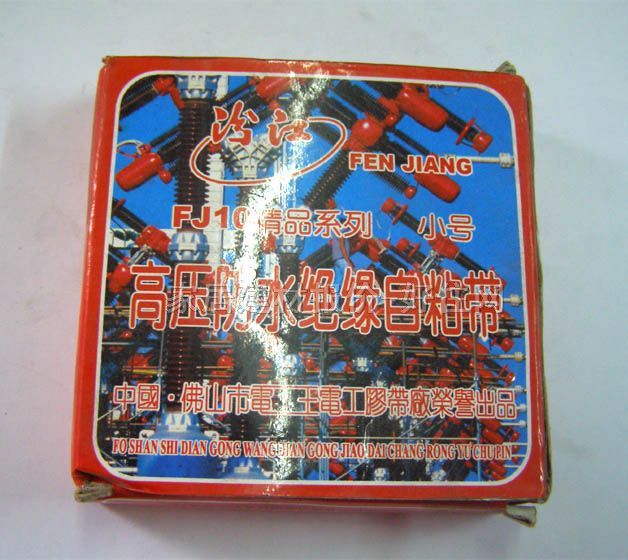 汾江
FEN JIANG
FJ10精品系列 小号
高压防水绝缘自粘带
中國·佛山市電工王電工膠帶廠榮譽出品
FO SHAN SHI DIAN GONG WANG DIAN GONG JIAO DAI CHANG RONG YU CHU PIN